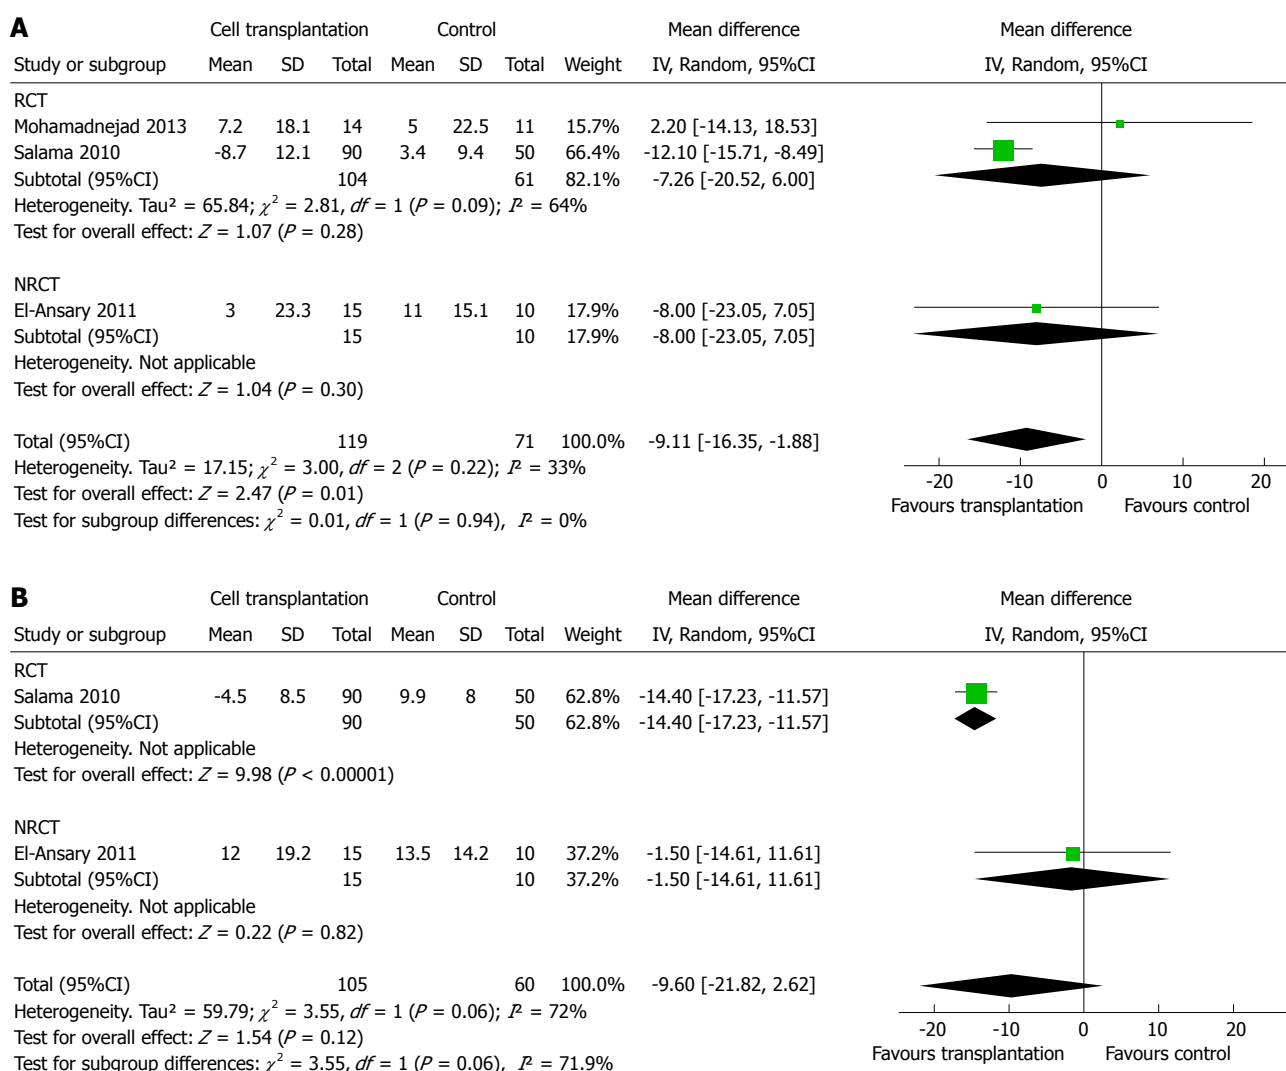 A Cell transplantation Control Mean difference Mean difference
Study or subgroup Mean SD Total Mean SD Total Weight IV, Random, 95%CI IV, Random, 95%CI
RCT
Mohamadnejad 2013 7.2 18.1 14 5 22.5 11 15.7% 2.20 [-14.13, 18.53]
Salama 2010 -8.7 12.1 90 3.4 9.4 50 66.4% -12.10 [-15.71, -8.49]
Subtotal (95%CI) 104 61 82.1% -7.26 [-20.52, 6.00]
Heterogeneity. Tau² = 65.84; χ² = 2.81, df = 1 (P = 0.09); I² = 64%
Test for overall effect: Z = 1.07 (P = 0.28)
NRCT
El-Ansary 2011 3 23.3 15 11 15.1 10 17.9% -8.00 [-23.05, 7.05]
Subtotal (95%CI) 15 10 17.9% -8.00 [-23.05, 7.05]
Heterogeneity. Not applicable
Test for overall effect: Z = 1.04 (P = 0.30)
Total (95%CI) 119 71 100.0% -9.11 [-16.35, -1.88]
Heterogeneity. Tau² = 17.15; χ² = 3.00, df = 2 (P = 0.22); I² = 33%
Test for overall effect: Z = 2.47 (P = 0.01)
Test for subgroup differences: χ² = 0.01, df = 1 (P = 0.94), I² = 0%
-20 -10 0 10 20
Favours transplantation Favours control
B Cell transplantation Control Mean difference Mean difference
Study or subgroup Mean SD Total Mean SD Total Weight IV, Random, 95%CI IV, Random, 95%CI
RCT
Salama 2010 -4.5 8.5 90 9.9 8 50 62.8% -14.40 [-17.23, -11.57]
Subtotal (95%CI) 90 50 62.8% -14.40 [-17.23, -11.57]
Heterogeneity. Not applicable
Test for overall effect: Z = 9.98 (P < 0.00001)
NRCT
El-Ansary 2011 12 19.2 15 13.5 14.2 10 37.2% -1.50 [-14.61, 11.61]
Subtotal (95%CI) 15 10 37.2% -1.50 [-14.61, 11.61]
Heterogeneity. Not applicable
Test for overall effect: Z = 0.22 (P = 0.82)
Total (95%CI) 105 60 100.0% -9.60 [-21.82, 2.62]
Heterogeneity. Tau² = 59.79; χ² = 3.55, df = 1 (P = 0.06); I² = 72%
Test for overall effect: Z = 1.54 (P = 0.12)
Test for subgroup differences: χ² = 3.55, df = 1 (P = 0.06), I² = 71.9%
-20 -10 0 10 20
Favours transplantation Favours control